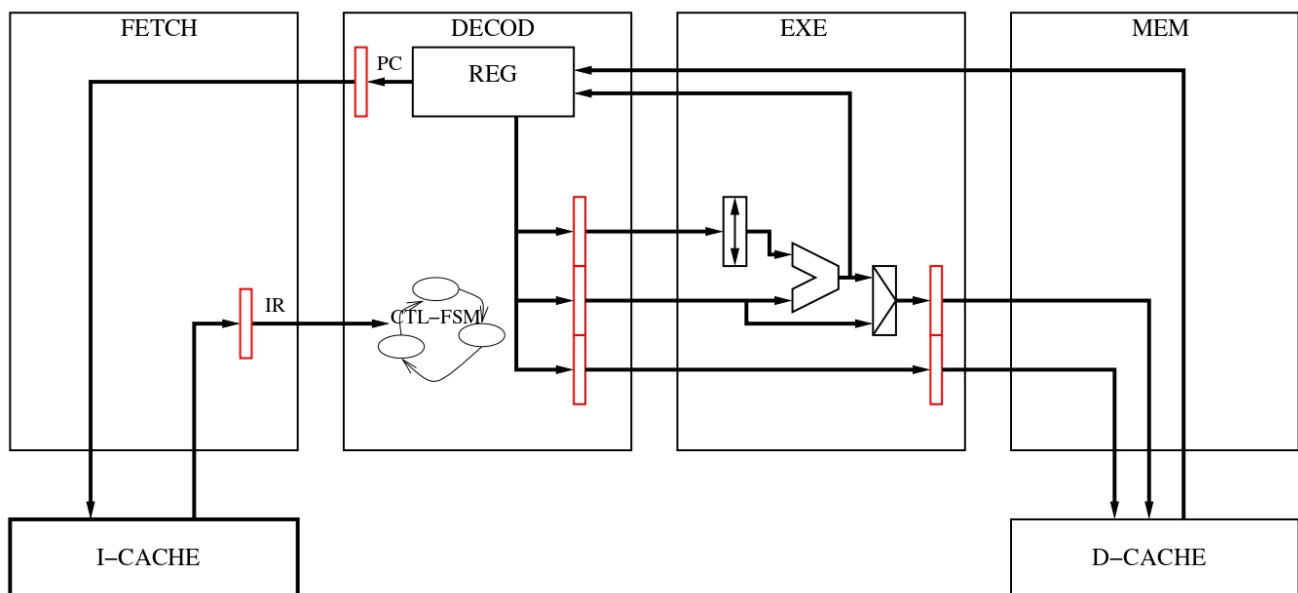 FETCH
DECOD
EXE
MEM
PC
REG
IR
CTL-FSM
I-CACHE
D-CACHE